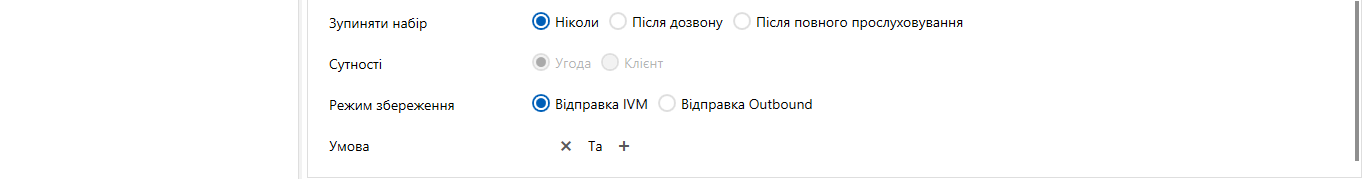 Зупиняти набір Ніколи Після дозвону Після повного прослуховування
Сутності Угода Клієнт
Режим збереження Відправка IVM Відправка Outbound
Умова × Та +